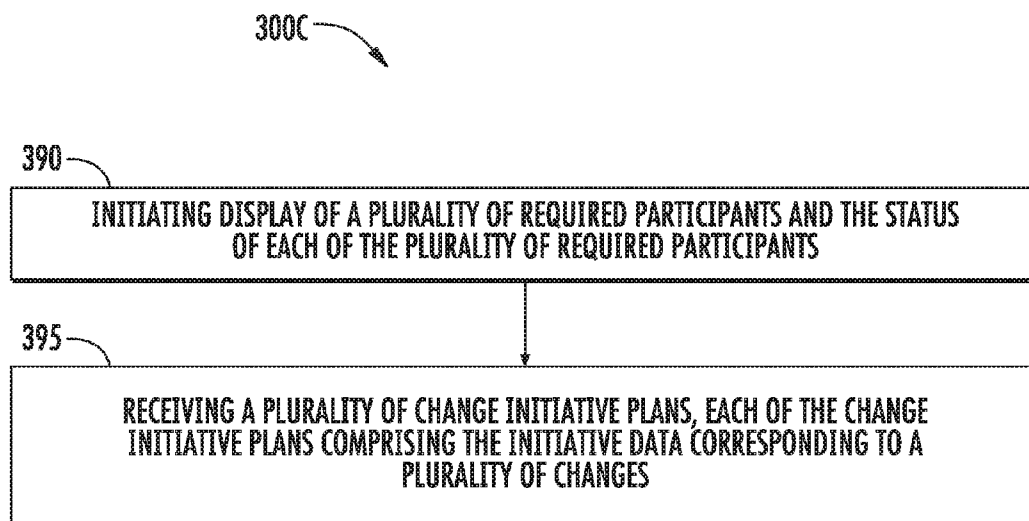 300C
390
INITIATING DISPLAY OF A PLURALITY OF REQUIRED PARTICIPANTS AND THE STATUS
OF EACH OF THE PLURALITY OF REQUIRED PARTICIPANTS
395
RECEIVING A PLURALITY OF CHANGE INITIATIVE PLANS, EACH OF THE CHANGE
INITIATIVE PLANS COMPRISING THE INITIATIVE DATA CORRESPONDING TO A
PLURALITY OF CHANGES